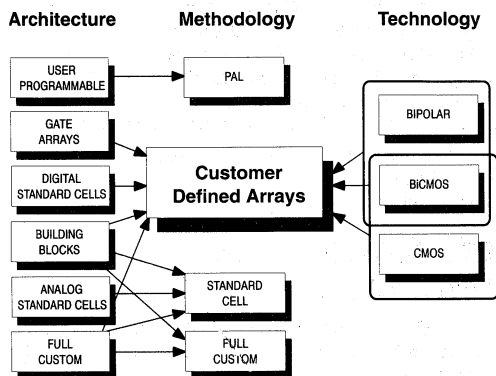 Architecture
Methodology
Technology
USER
PROGRAMMABLE
PAL
GATE
ARRAYS
DIGITAL
STANDARD CELLS
BUILDING
BLOCKS
ANALOG
STANDARD CELLS
FULL
CUSTOM
Customer
Defined Arrays
STANDARD
CELL
FULL
CUSTOM
BIPOLAR
BiCMOS
CMOS